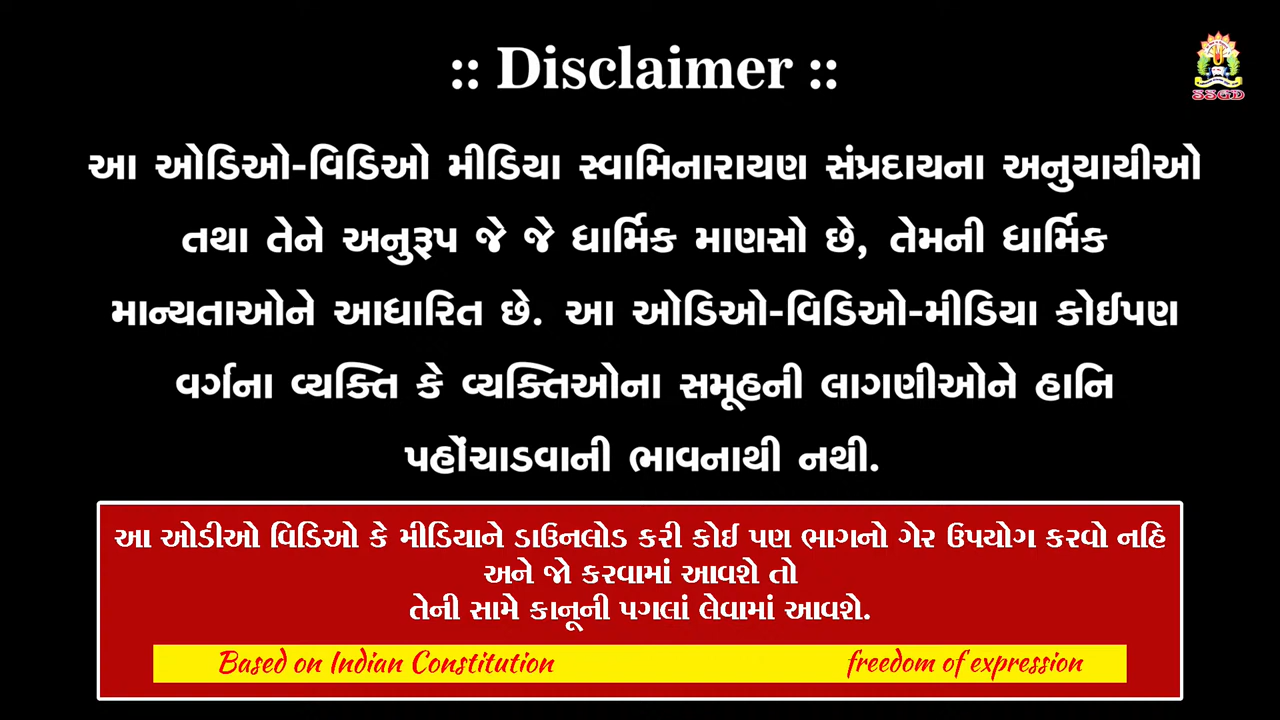 :: Disclaimer ::
SSGD
આ ઓડિઓ-વિડિઓ મીડિયા સ્વામિનારાયણ સંપ્રદાયના અનુયાયીઓ
તથા તેને અનુરૂપ જે જે ધાર્મિક માણસો છે, તેમની ધાર્મિક
માન્યતાઓને આધારિત છે. આ ઓડિઓ-વિડિઓ-મીડિયા કોઈપણ
વર્ગના વ્યક્તિ કે વ્યક્તિઓના સમૂહની લાગણીઓને હાનિ
પહોંચાડવાની ભાવનાથી નથી.
આ ઓડીઓ વિડિઓ કે મીડિયાને ડાઉનલોડ કરી કોઈ પણ ભાગનો ગેર ઉપયોગ કરવો નહિ
અને જો કરવામાં આવશે તો
તેની સામે કાનૂની પગલાં લેવામાં આવશે.
Based on Indian Constitution freedom of expression